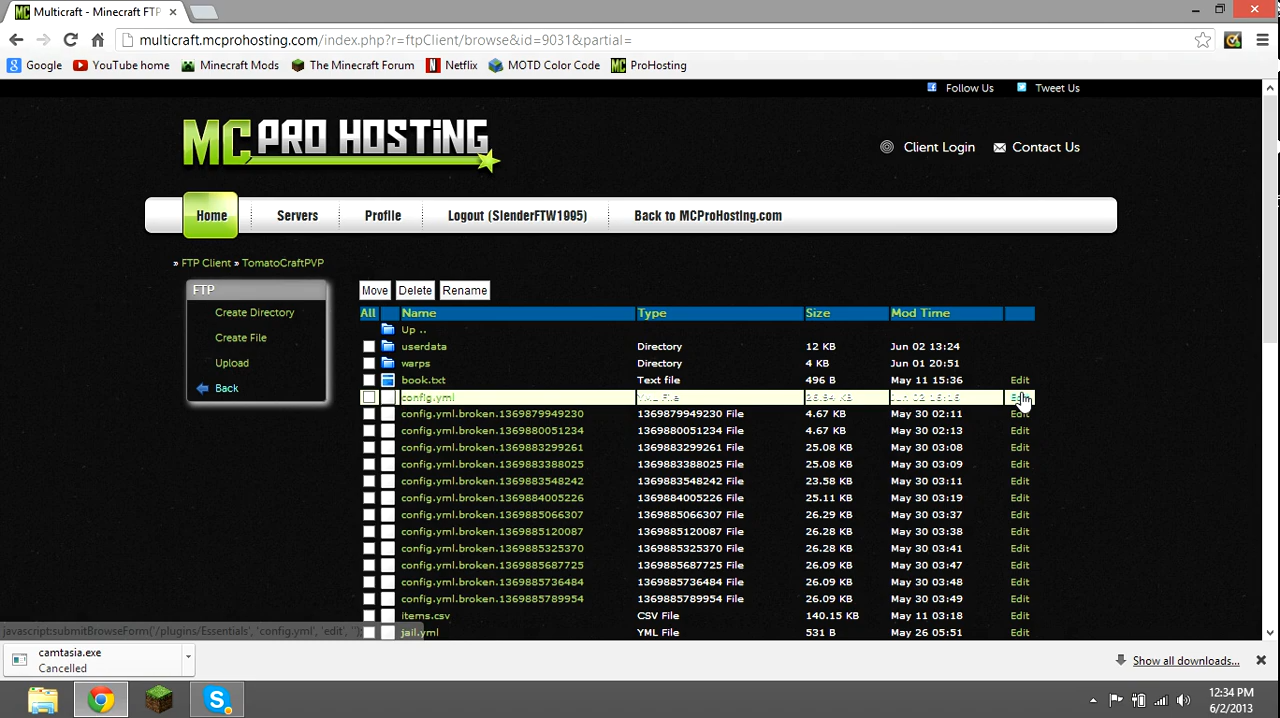 Multicraft - Minecraft FTP
multicraft.mcprohosting.com/index.php?r=ftpClient/browse&id=9031&partial=
Google YouTube home Minecraft Mods The Minecraft Forum Netflix MOTD Color Code ProHosting
Follow Us Tweet Us
MC PRO HOSTING
Client Login Contact Us
Home Servers Profile Logout (SlenderFTW1995) Back to MCProHosting.com
» FTP Client » TomatoCraftPVP
FTP
Create Directory
Create File
Upload
Back
Move Delete Rename
All Name Type Size Mod Time
Up ..
userdata Directory 12 KB Jun 02 13:24
warps Directory 4 KB Jun 01 20:51
book.txt Text file 496 B May 11 15:36 Edit
config.yml YML File Edit
config.yml.broken.1369879949230 1369879949230 File 4.67 KB May 30 02:11 Edit
config.yml.broken.1369880051234 1369880051234 File 4.67 KB May 30 02:13 Edit
config.yml.broken.1369883299261 1369883299261 File 25.08 KB May 30 03:08 Edit
config.yml.broken.1369883388025 1369883388025 File 25.08 KB May 30 03:09 Edit
config.yml.broken.1369883548242 1369883548242 File 23.58 KB May 30 03:11 Edit
config.yml.broken.1369884005226 1369884005226 File 25.11 KB May 30 03:19 Edit
config.yml.broken.1369885066307 1369885066307 File 26.29 KB May 30 03:37 Edit
config.yml.broken.1369885120087 1369885120087 File 26.28 KB May 30 03:38 Edit
config.yml.broken.1369885325370 1369885325370 File 26.28 KB May 30 03:41 Edit
config.yml.broken.1369885687725 1369885687725 File 26.09 KB May 30 03:47 Edit
config.yml.broken.1369885736484 1369885736484 File 26.09 KB May 30 03:48 Edit
config.yml.broken.1369885789954 1369885789954 File 26.09 KB May 30 03:49 Edit
items.csv CSV File 140.15 KB May 11 03:18 Edit
jail.yml YML File 531 B May 26 05:51 Edit
javascript:submitBrowseForm('/plugins/Essentials', 'config.yml', 'edit', '');
camtasia.exe
Cancelled
Show all downloads...
12:34 PM
6/2/2013